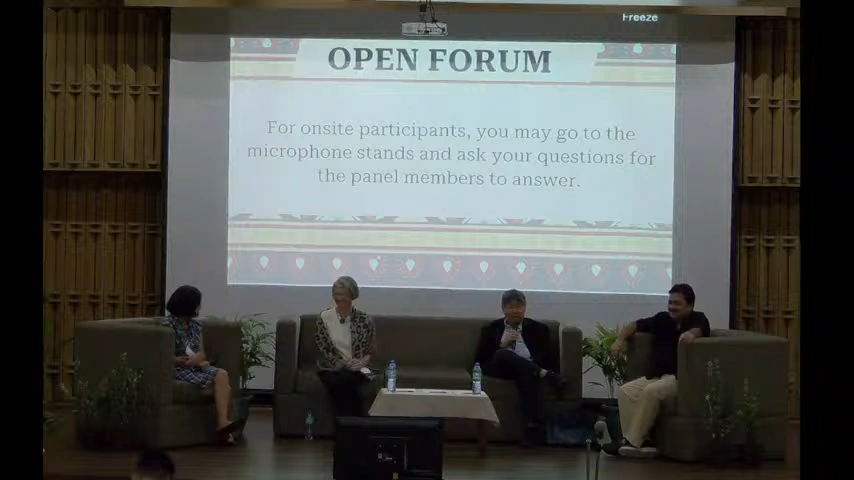 Freeze
OPEN FORUM
For onsite participants, you may go to the
microphone stands and ask your questions for
the panel members to answer.